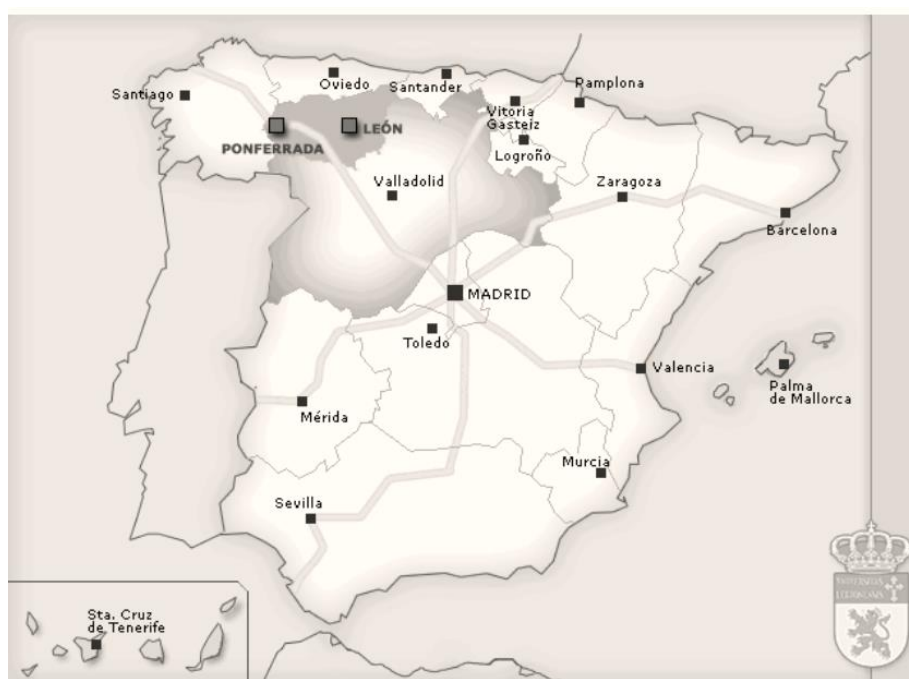 Oviedo
Santander
Pamplona
Santiago
Vitoria
Gasteiz
LEÓN
PONFERRADA
Logroño
Valladolid
Zaragoza
Barcelona
MADRID
Toledo
Valencia
Palma
de Mallorca
Mérida
Murcia
Sevilla
Sta. Cruz
de Tenerife